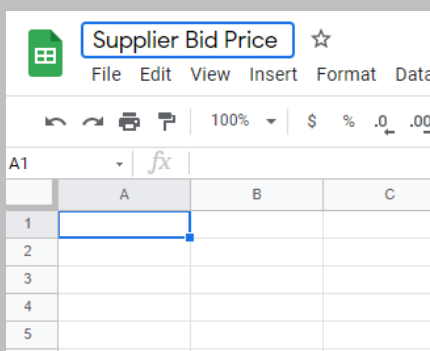 Supplier Bid Price
File Edit View Insert Format Data
100% $ % .0 .00
A1 fx
A B C
1
2
3
4
5